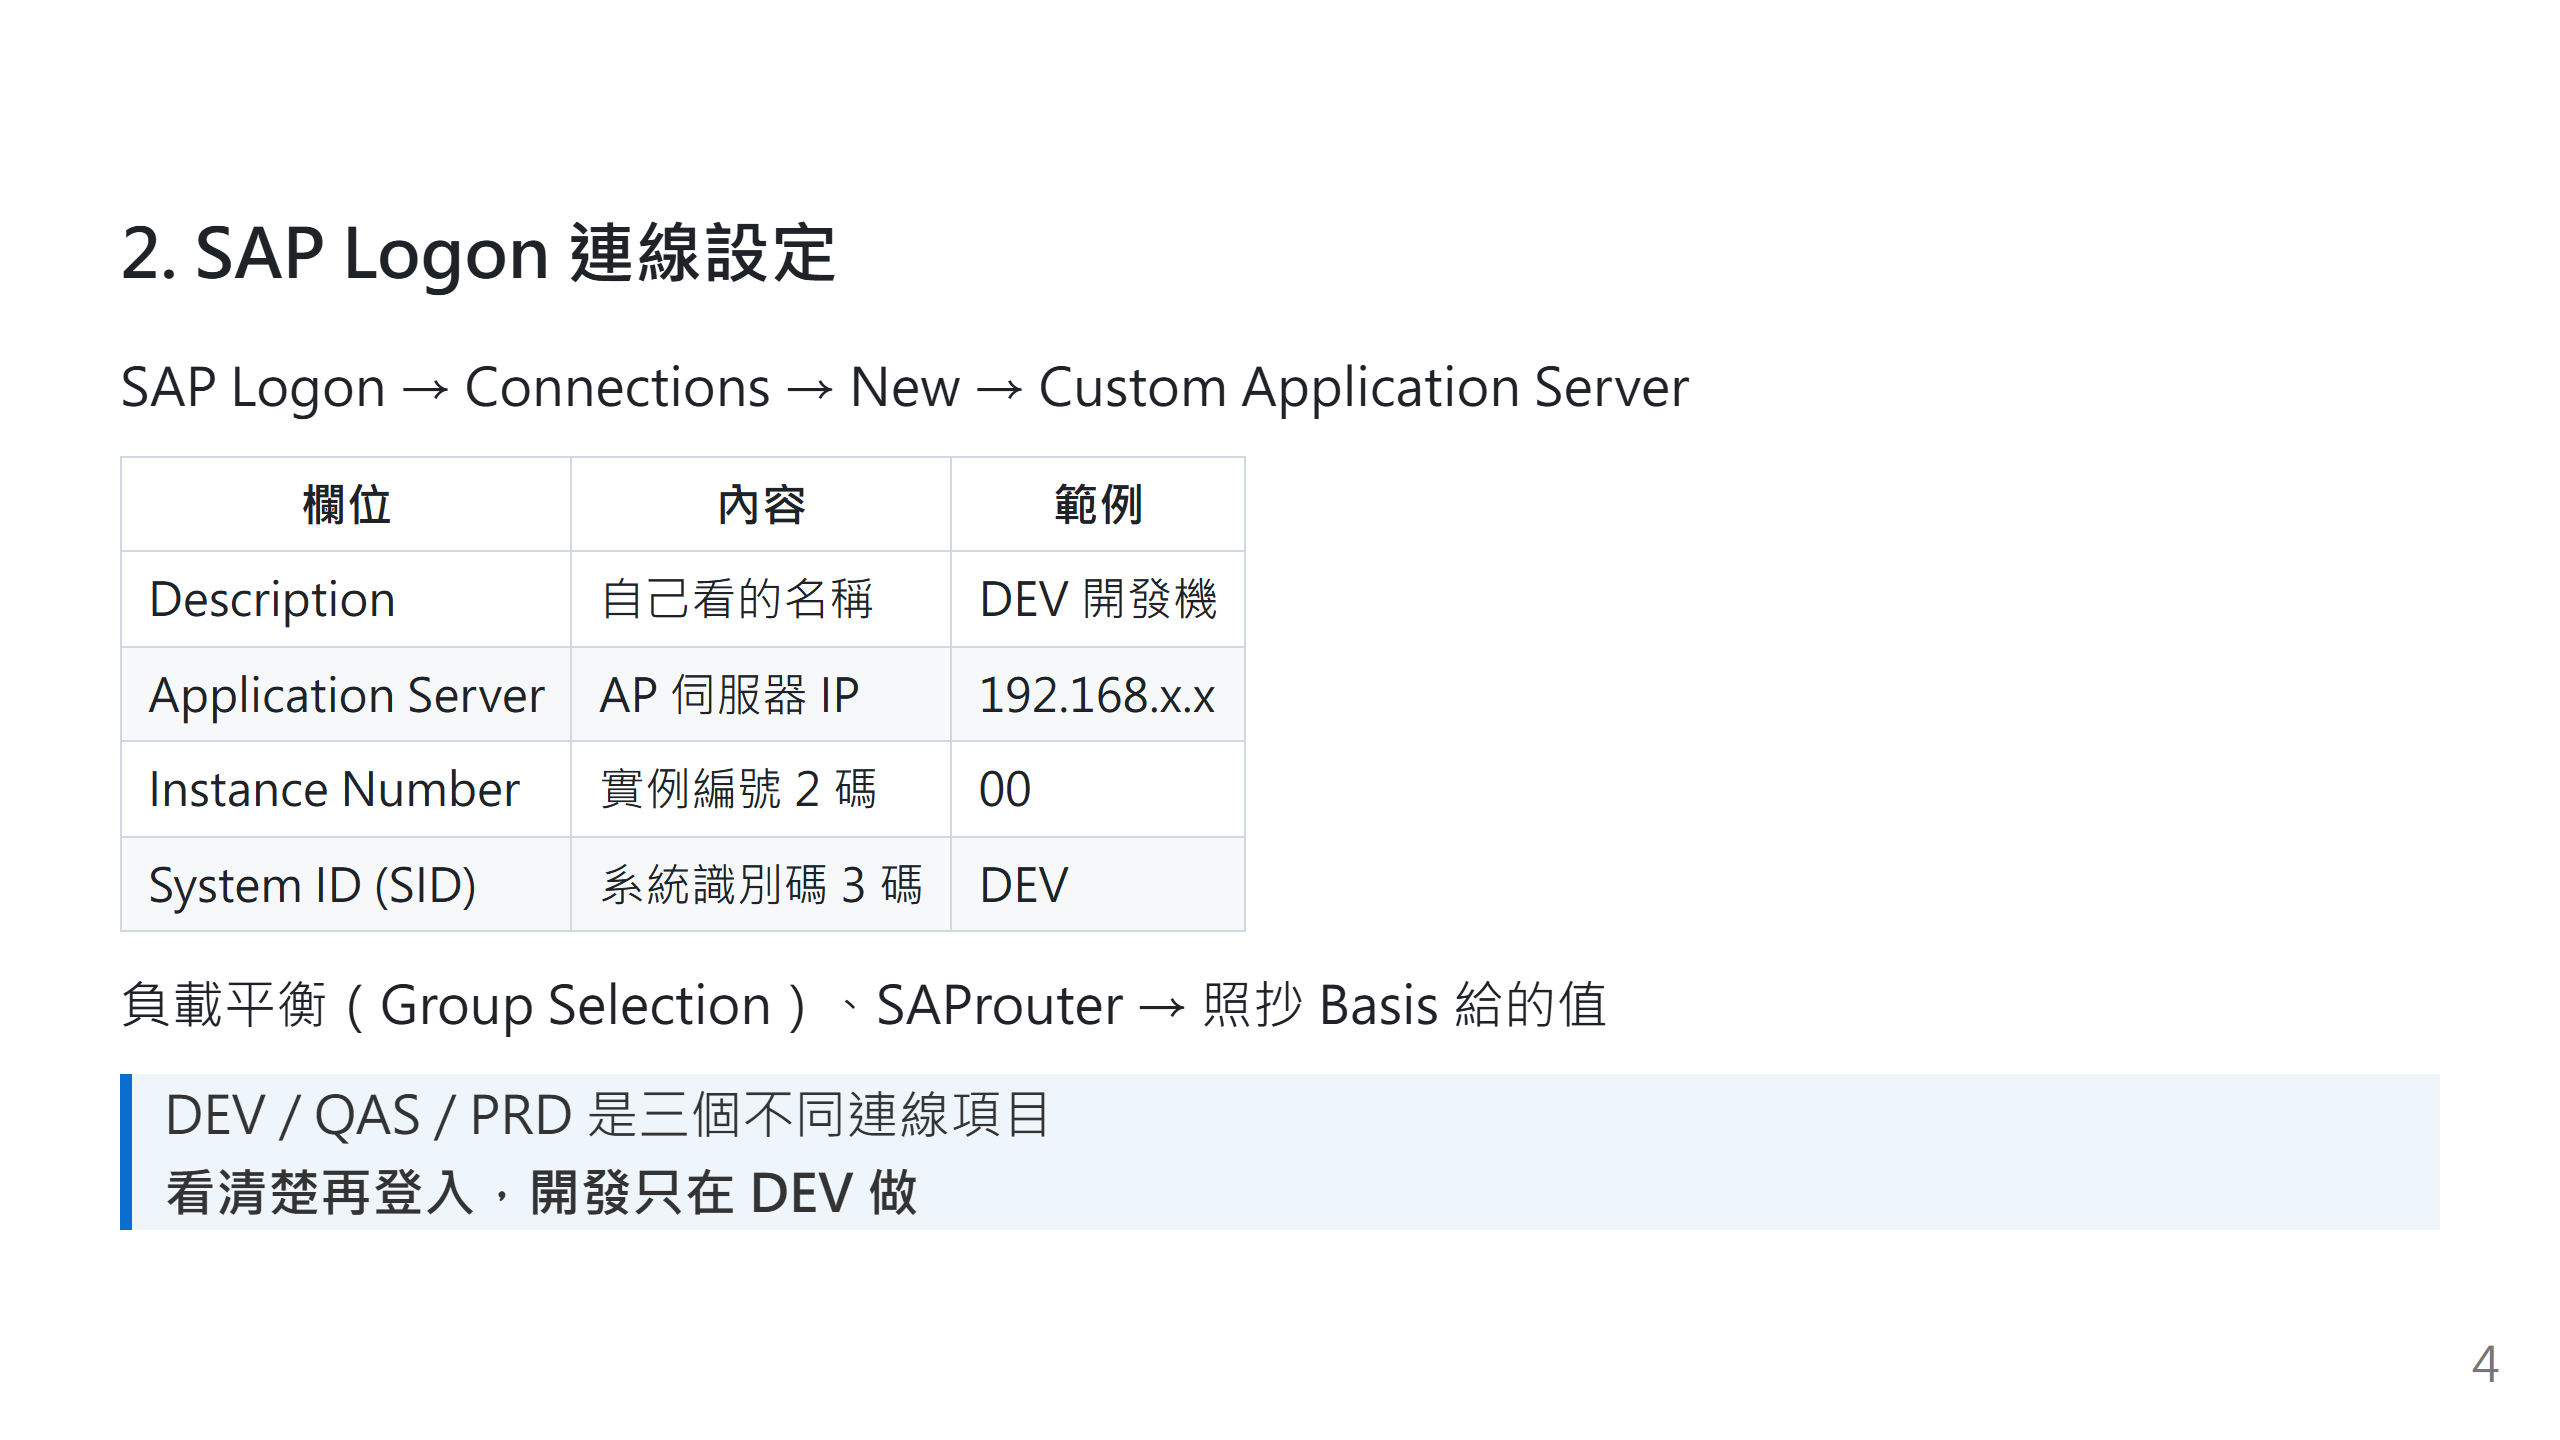 2. SAP Logon 連線設定
SAP Logon → Connections → New → Custom Application Server
欄位 內容 範例
Description 自己看的名稱 DEV 開發機
Application Server AP 伺服器 IP 192.168.x.x
Instance Number 實例編號 2 碼 00
System ID (SID) 系統識別碼 3 碼 DEV
負載平衡（Group Selection）、SAProuter → 照抄 Basis 給的值
DEV / QAS / PRD 是三個不同連線項目
看清楚再登入，開發只在 DEV 做
4